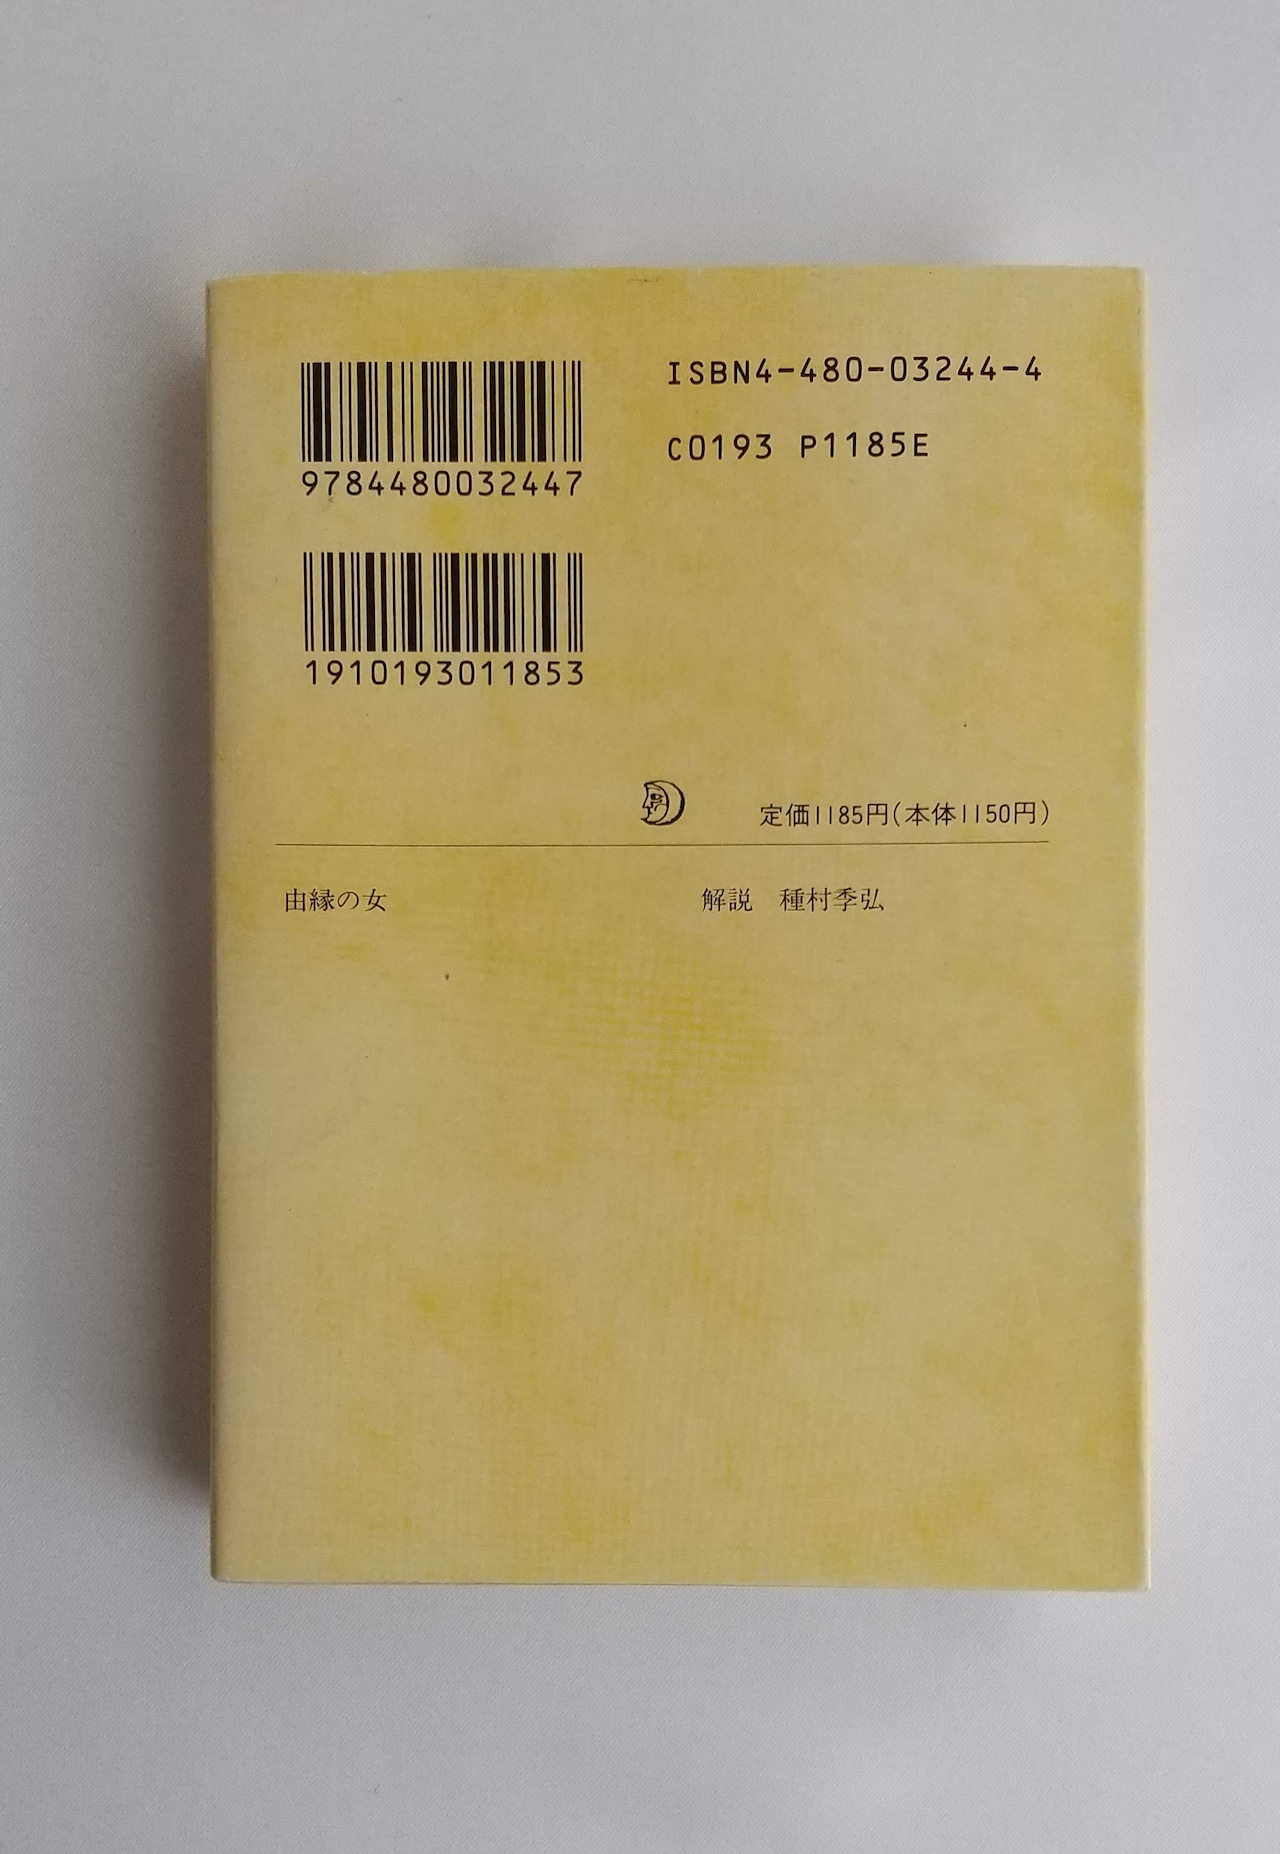 ISBN4-480-03244-4
C0193 P1185E
9784480032447
1910193011853
定価1185円(本体1150円)
由縁の女 解説 種村季弘